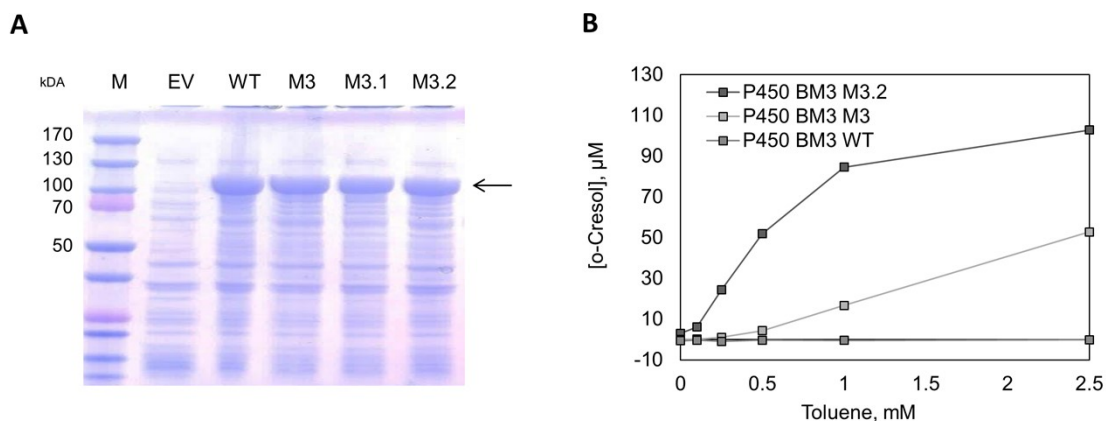 A
kDA M EV WT M3 M3.1 M3.2
170
130
100
70
50
B
130
110
90
70
50
30
10
-10
[o-Cresol], µM
P450 BM3 M3.2
P450 BM3 M3
P450 BM3 WT
0 0.5 1 1.5 2 2.5
Toluene, mM